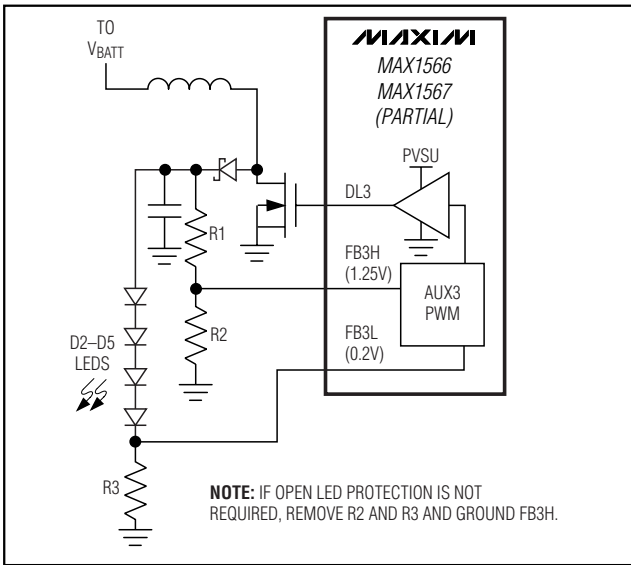 TO
VBATT
MAXIM
MAX1566
MAX1567
(PARTIAL)
PVSU
DL3
R1
FB3H
(1.25V)
AUX3
PWM
R2
FB3L
(0.2V)
D2–D5
LEDS
R3
NOTE: IF OPEN LED PROTECTION IS NOT
REQUIRED, REMOVE R2 AND R3 AND GROUND FB3H.